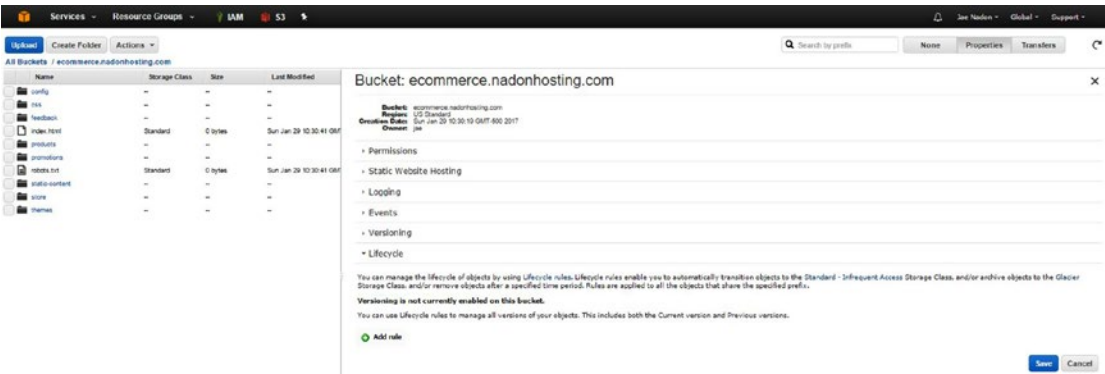 Services Resource Groups IAM S3 Jae Nadon Global Support
Upload Create Folder Actions Search by prefix None Properties Transfers
All Buckets / ecommerce.nadonhosting.com
Name Storage Class Size Last Modified
config -- -- --
css -- -- --
feedback -- -- --
index.html Standard 0 bytes Sun Jan 29 10:30:41 GMT
products -- -- --
promotions -- -- --
robots.txt Standard 0 bytes Sun Jan 29 10:30:41 GMT
static-content -- -- --
store -- -- --
themes -- -- --
Bucket: ecommerce.nadonhosting.com
Bucket: ecommerce.nadonhosting.com
Region: US Standard
Creation Date: Sun Jan 29 10:30:13 GMT-500 2017
Owner: jae
Permissions
Static Website Hosting
Logging
Events
Versioning
Lifecycle
You can manage the lifecycle of objects by using Lifecycle rules. Lifecycle rules enable you to automatically transition objects to the Standard - Infrequent Access Storage Class, and/or archive objects to the Glacier
Storage Class, and/or remove objects after a specified time period. Rules are applied to all the objects that share the specified prefix.
Versioning is not currently enabled on this bucket.
You can use Lifecycle rules to manage all versions of your objects. This includes both the Current version and Previous versions.
Add rule
Save Cancel